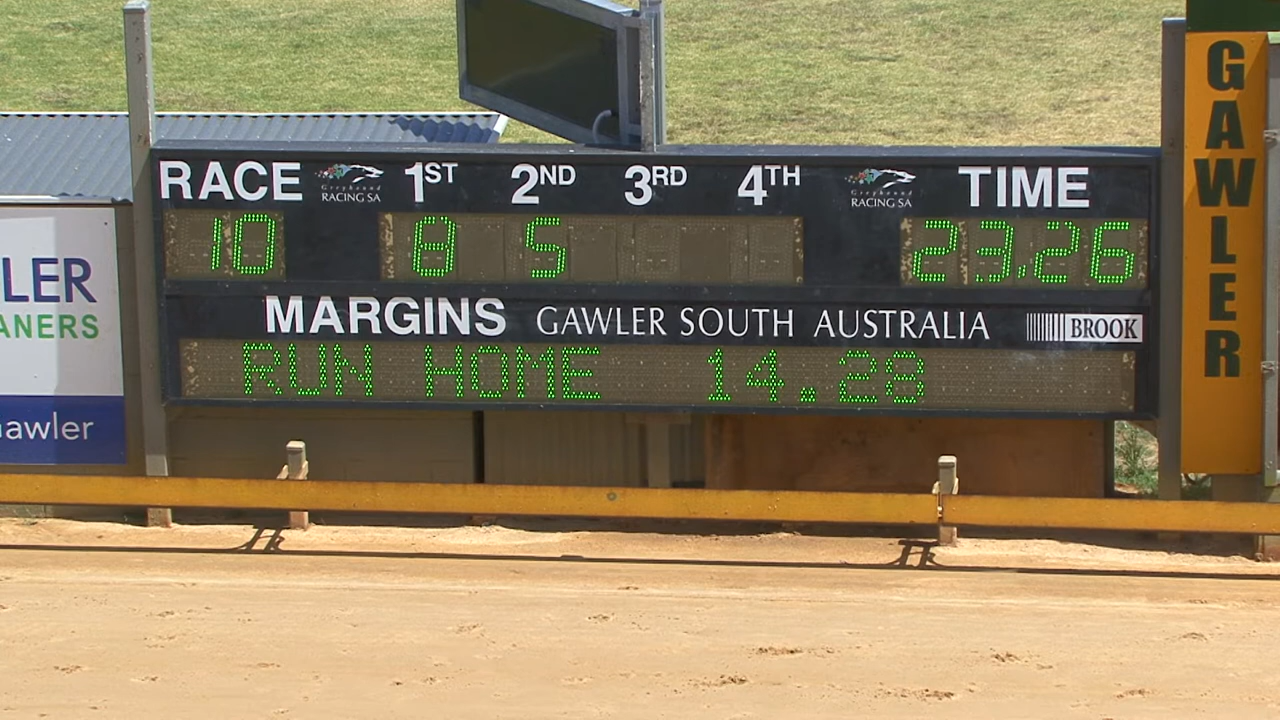 RACE Greyhound RACING SA 1ST 2ND 3RD 4TH Greyhound RACING SA TIME
10 8 5 23.26
MARGINS GAWLER SOUTH AUSTRALIA BROOK
RUN HOME 14.28
GAWLER
LER
ANERS
awler